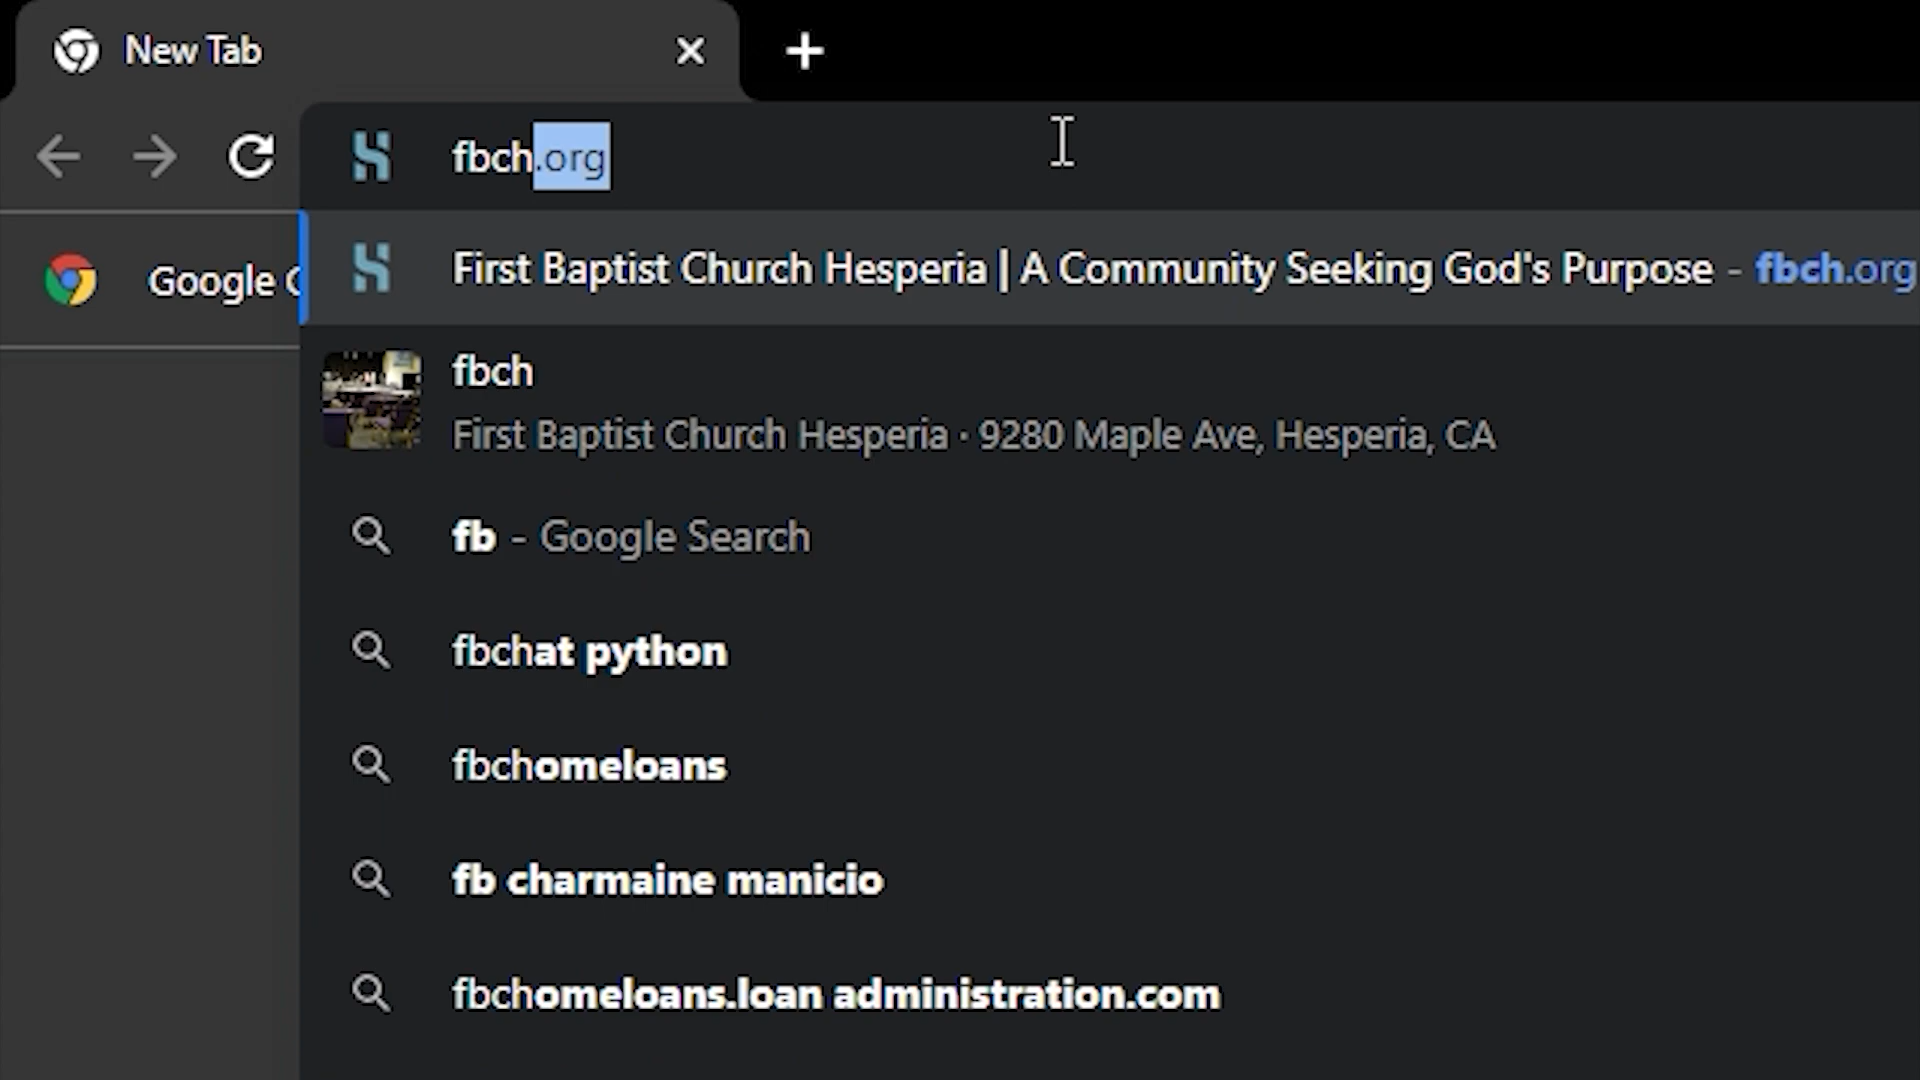 New Tab
fbch.org
Google
First Baptist Church Hesperia | A Community Seeking God's Purpose - fbch.org
fbch
First Baptist Church Hesperia · 9280 Maple Ave, Hesperia, CA
fb - Google Search
fbchat python
fbchomeloans
fb charmaine manicio
fbchomeloans.loan administration.com